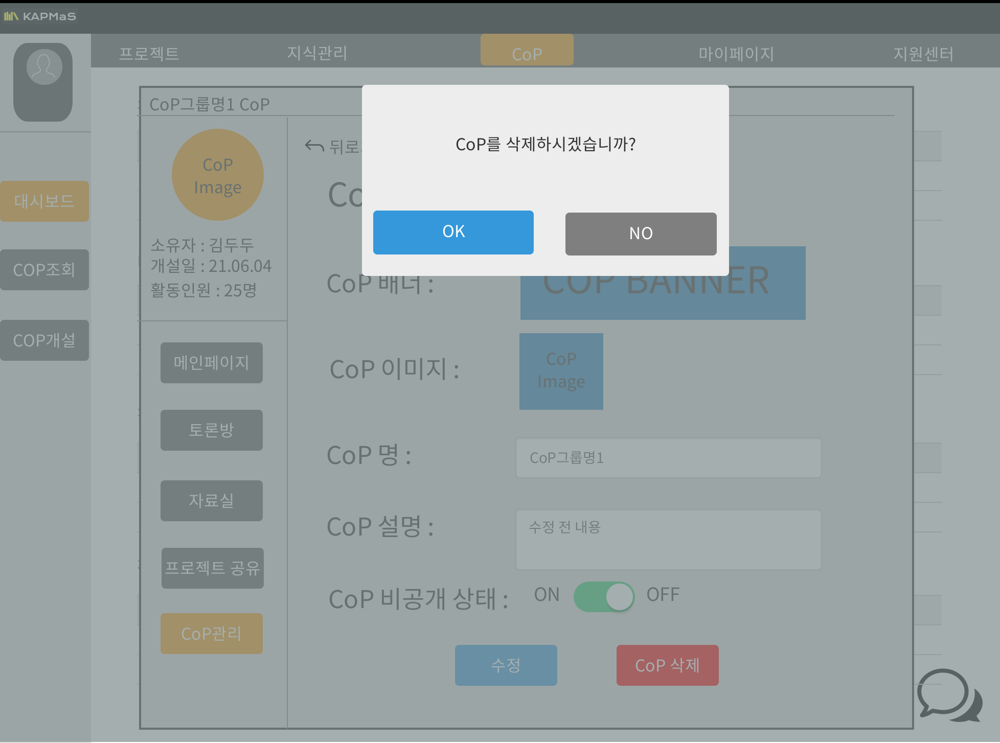 KAPMaS
프로젝트
지식관리
CoP
마이페이지
지원센터
CoP그룹명1 CoP
CoP를 삭제하시겠습니까?
OK
NO
CoP
Image
소유자 : 김두두
개설일 : 21.06.04
활동인원 : 25명
대시보드
COP조회
COP개설
메인페이지
토론방
자료실
프로젝트 공유
CoP관리
뒤로
Co
CoP 배너 :
COP BANNER
CoP 이미지 :
CoP
Image
CoP 명 :
CoP그룹명1
CoP 설명 :
수정 전 내용
CoP 비공개 상태 :
ON
OFF
수정
CoP 삭제